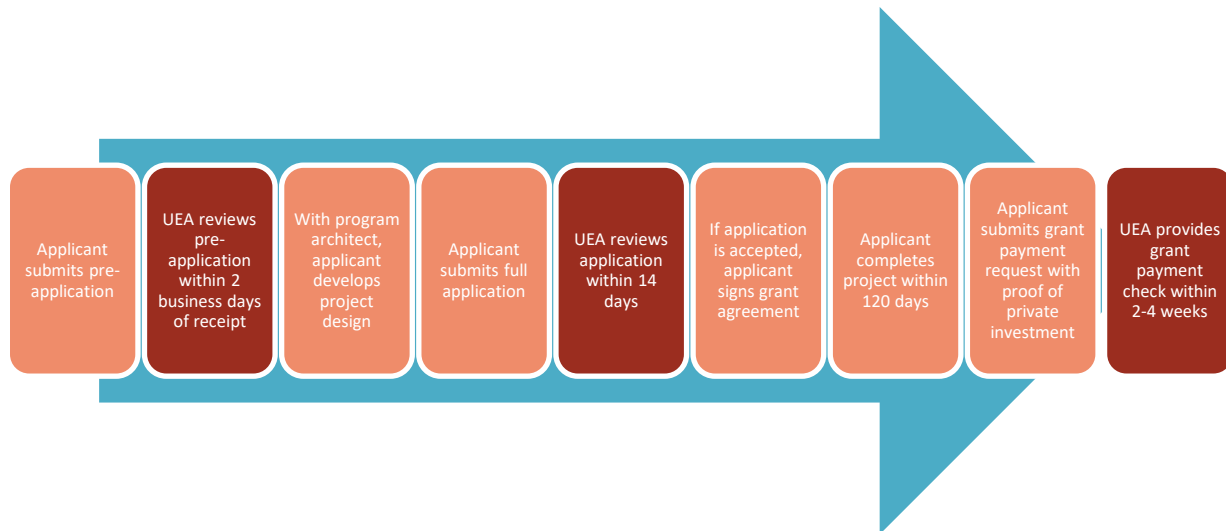 Applicant
submits pre-
application
UEA reviews
pre-
application
within 2
business days
of receipt
With program
architect,
applicant
develops
project
design
Applicant
submits full
application
UEA reviews
application
within 14
days
If application
is accepted,
applicant
signs grant
agreement
Applicant
completes
project within
120 days
Applicant
submits grant
payment
request with
proof of
private
investment
UEA provides
grant
payment
check within
2-4 weeks